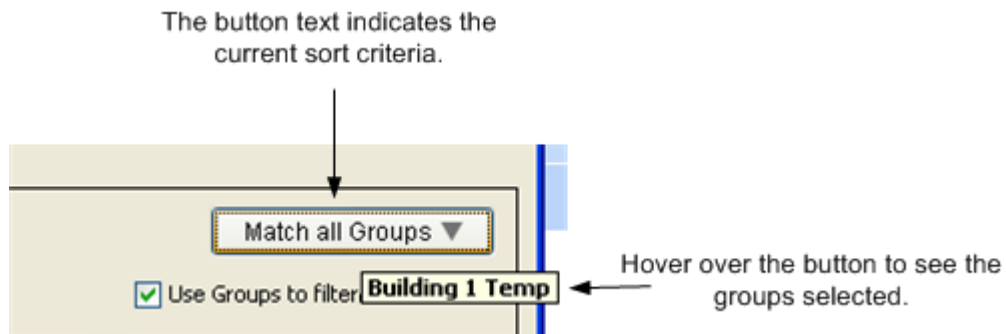 The button text indicates the
current sort criteria.
Match all Groups
Use Groups to filter
Building 1 Temp
Hover over the button to see the
groups selected.